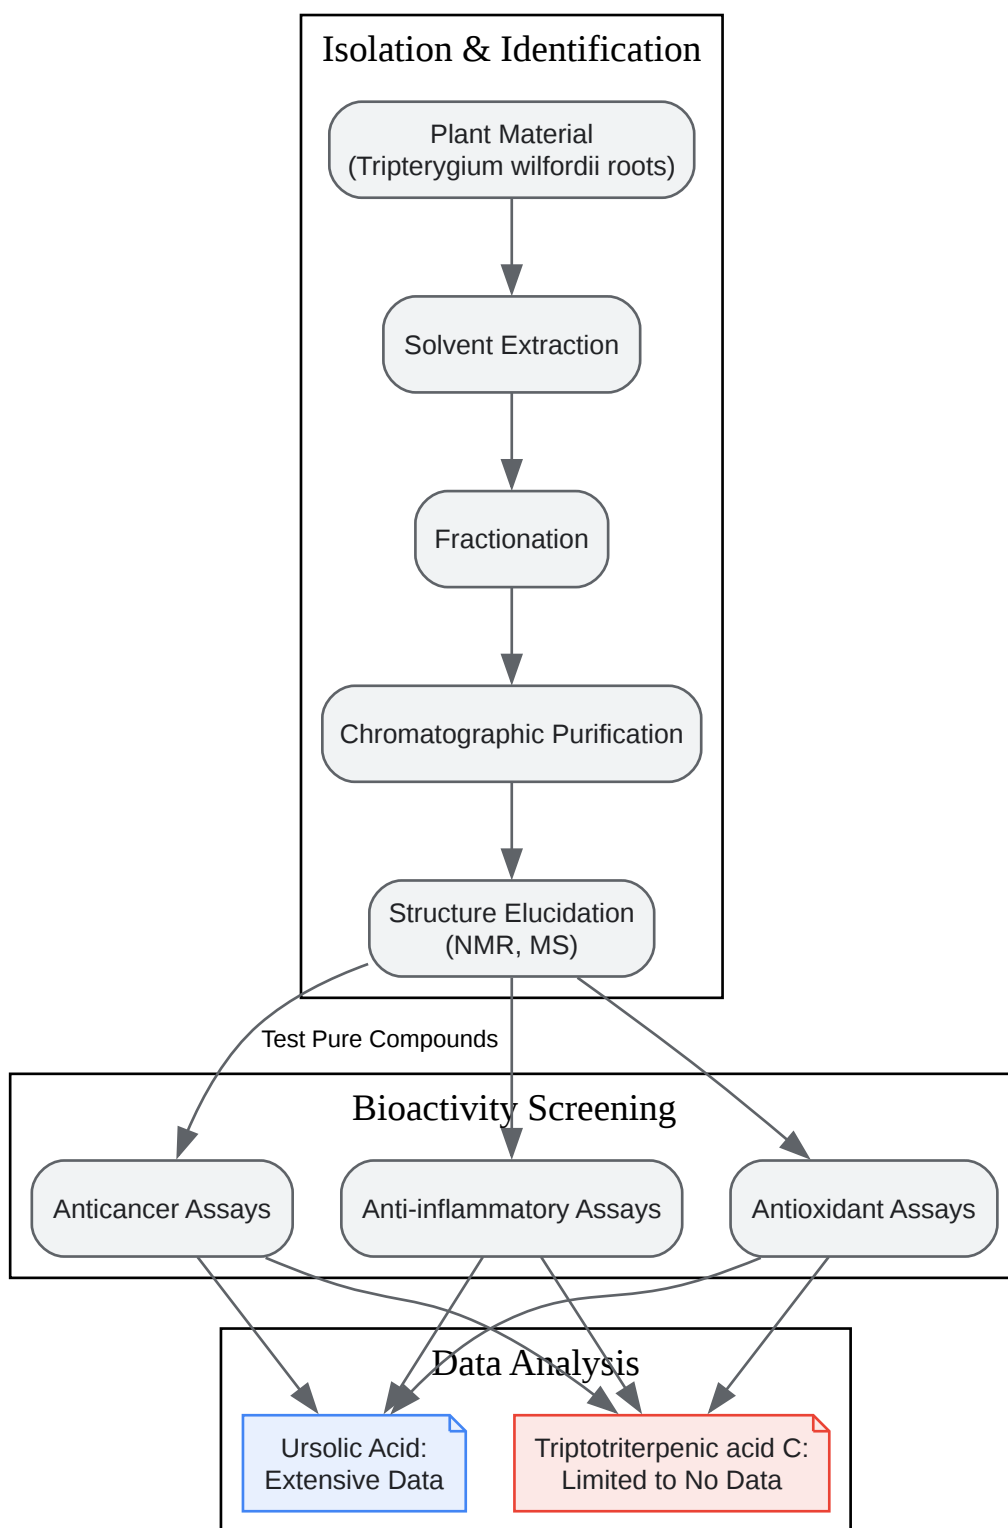 Isolation & Identification
Plant Material
(Tripterygium wilfordii roots)
Solvent Extraction
Fractionation
Chromatographic Purification
Structure Elucidation
(NMR, MS)
Test Pure Compounds
Bioactivity Screening
Anticancer Assays
Anti-inflammatory Assays
Antioxidant Assays
Data Analysis
Ursolic Acid:
Extensive Data
Triptotriterpenic acid C:
Limited to No Data